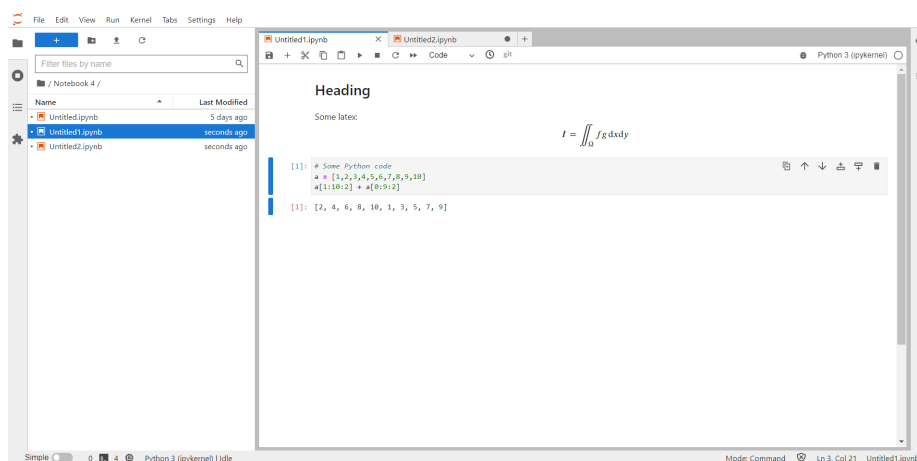 File Edit View Run Kernel Tabs Settings Help
+
Filter files by name
/ Notebook 4 /
Name Last Modified
Untitled.ipynb 5 days ago
Untitled1.ipynb seconds ago
Untitled2.ipynb seconds ago
Untitled1.ipynb × Untitled2.ipynb +
Code git Python 3 (ipykernel)
Heading
Some latex:
I = ∬_Ω f g dxdy
[1]: # Some Python code
a = [1,2,3,4,5,6,7,8,9,10]
a[1:10:2] + a[0:9:2]
[1]: [2, 4, 6, 8, 10, 1, 3, 5, 7, 9]
Simple 0 4 Python 3 (ipykernel) | Idle Mode: Command Ln 3, Col 21 Untitled1.ipynb